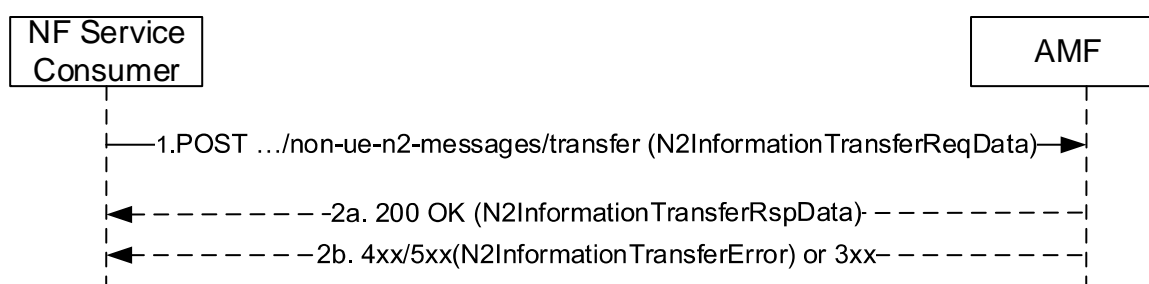 NF Service
Consumer
AMF
1.POST …/non-ue-n2-messages/transfer (N2InformationTransferReqData)
2a. 200 OK (N2InformationTransferRspData)
2b. 4xx/5xx(N2InformationTransferError) or 3xx